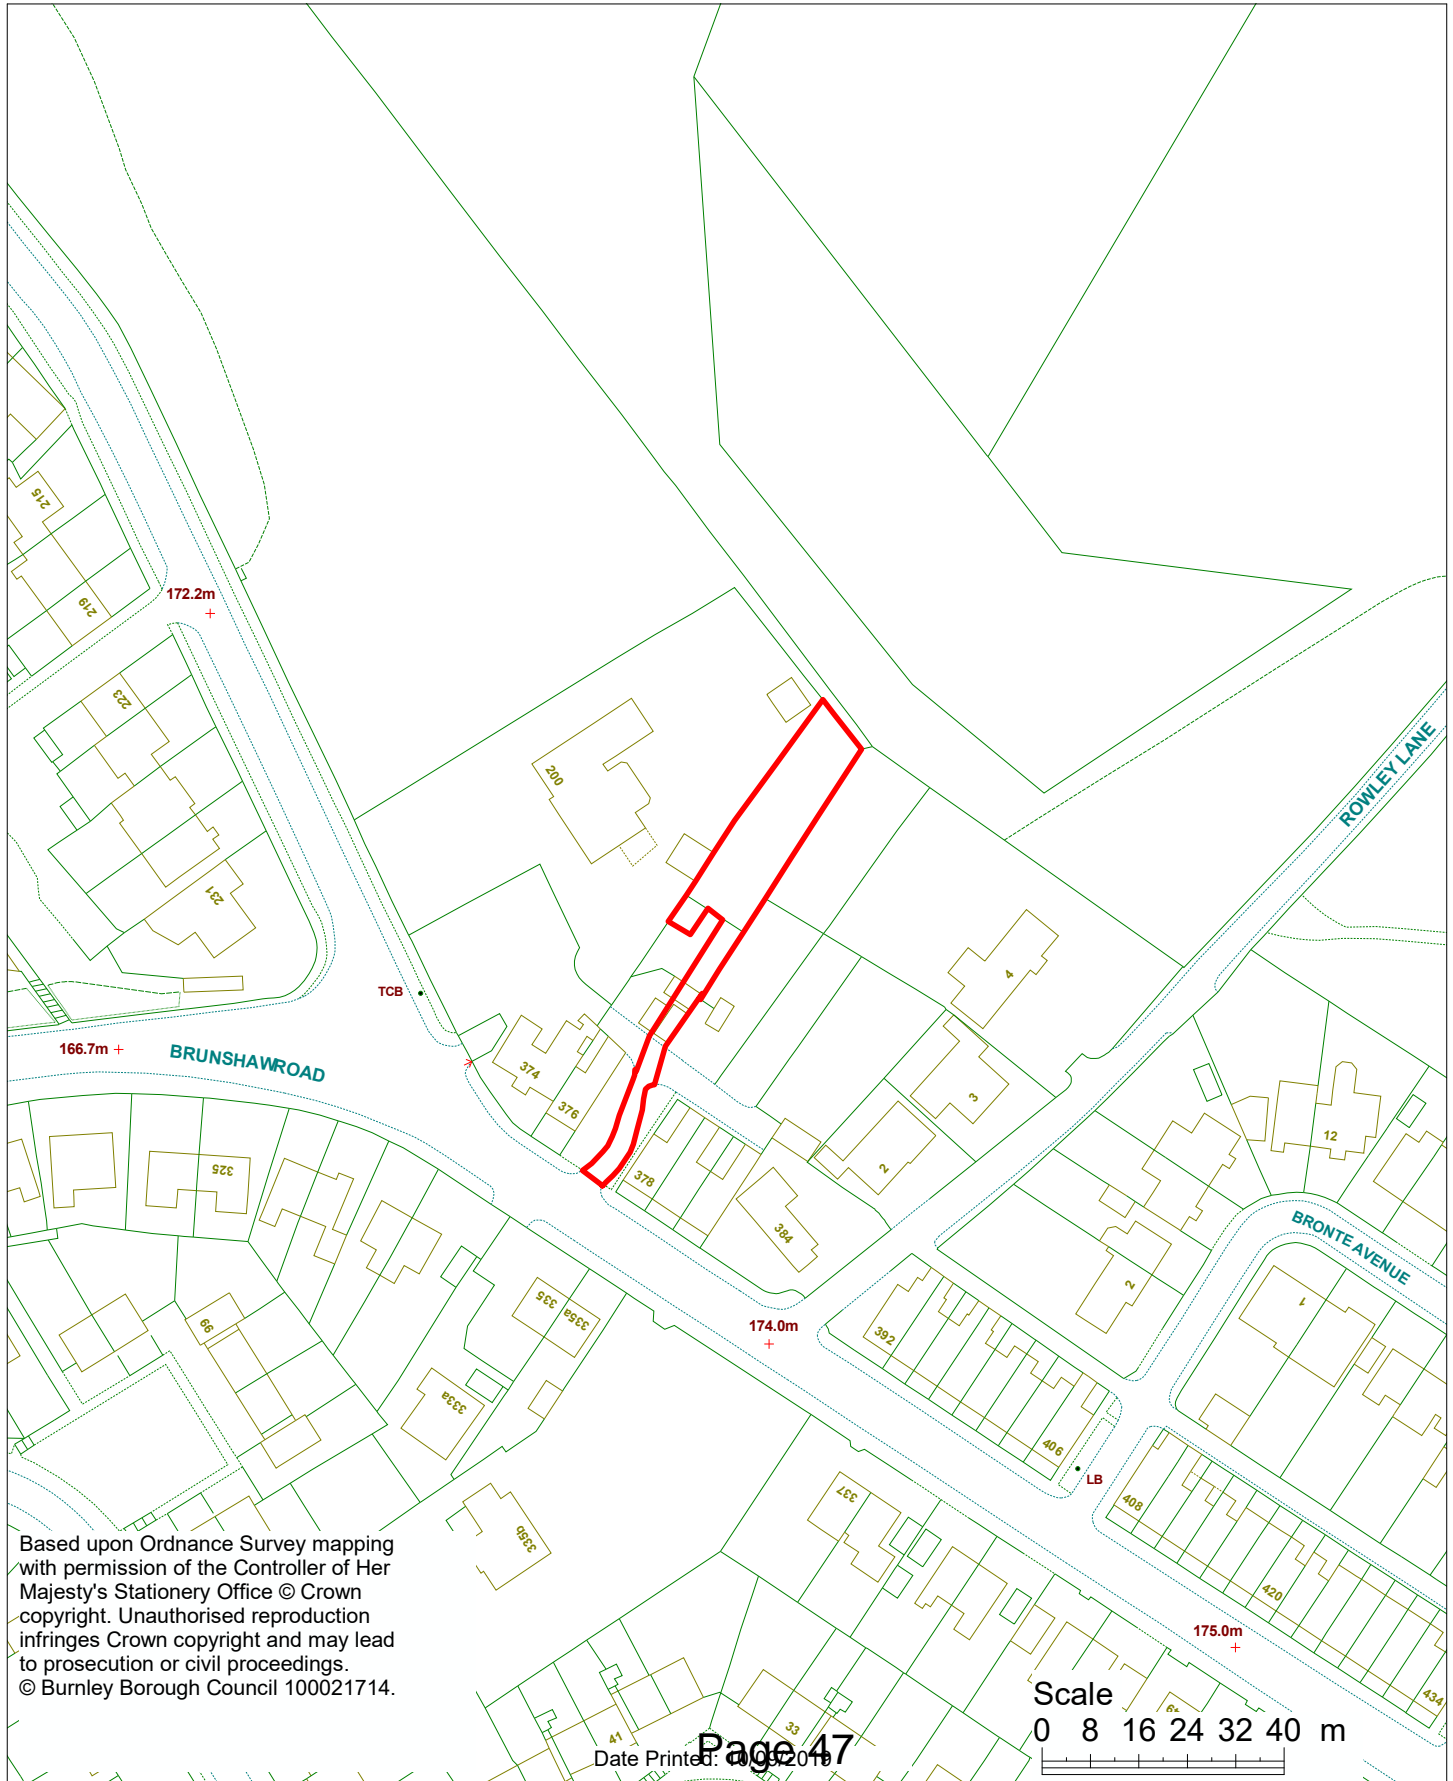 215
219
172.2m
223
200
ROWLEY LANE
231
TCB
4
166.7m
BRUNSHAW ROAD
374
376
3
2
12
325
378
384
BRONTE AVENUE
2
1
99
335
335a
174.0m
392
333a
406
LB
337
408
335b
420
434
Based upon Ordnance Survey mapping
with permission of the Controller of Her
Majesty's Stationery Office © Crown
copyright. Unauthorised reproduction
infringes Crown copyright and may lead
to prosecution or civil proceedings.
© Burnley Borough Council 100021714.
175.0m
Scale
0 8 16 24 32 40 m
41
33
Page 47
Date Printed: 10/09/2019